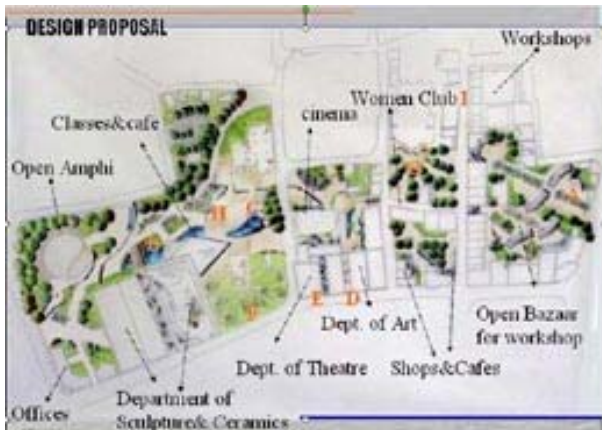 DESIGN PROPOSAL
Workshops
Women Club I
cinema
Classes&cafe
Open Amphi
H
E D
Dept. of Art
Open Bazaar
for workshop
Dept. of Theatre
Shops&Cafes
Department of
Sculpture& Ceramics
Offices